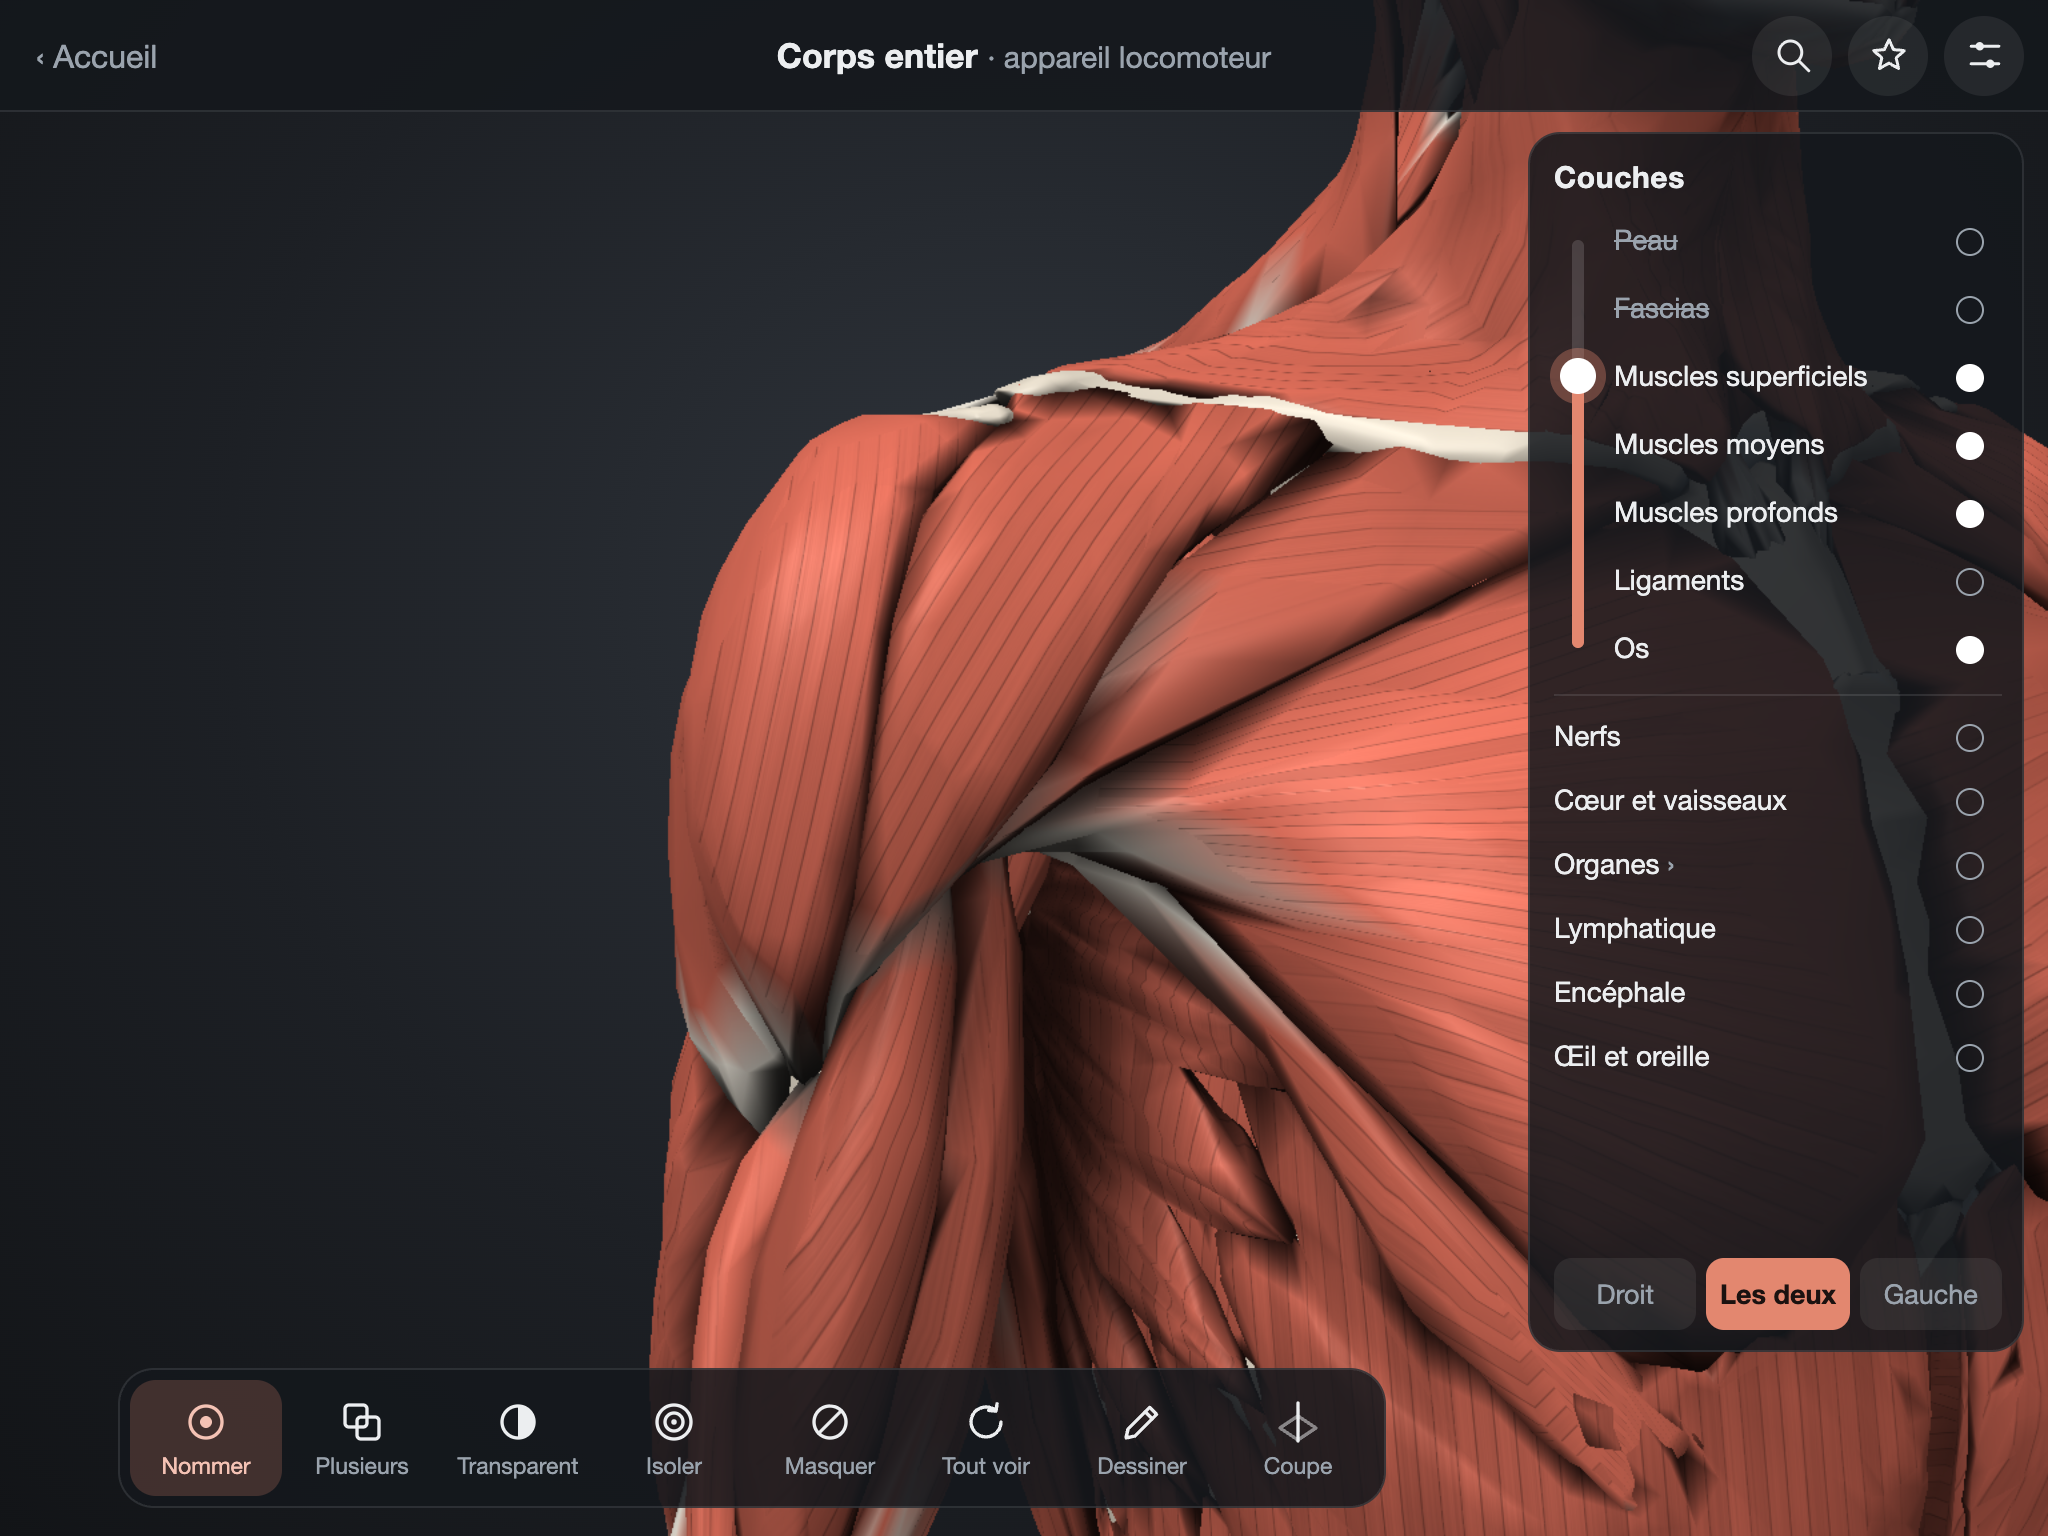 ‹ Accueil
Corps entier · appareil locomoteur
Couches
Peau
Fascias
Muscles superficiels
Muscles moyens
Muscles profonds
Ligaments
Os
Nerfs
Cœur et vaisseaux
Organes ›
Lymphatique
Encéphale
Œil et oreille
Droit
Les deux
Gauche
Nommer
Plusieurs
Transparent
Isoler
Masquer
Tout voir
Dessiner
Coupe